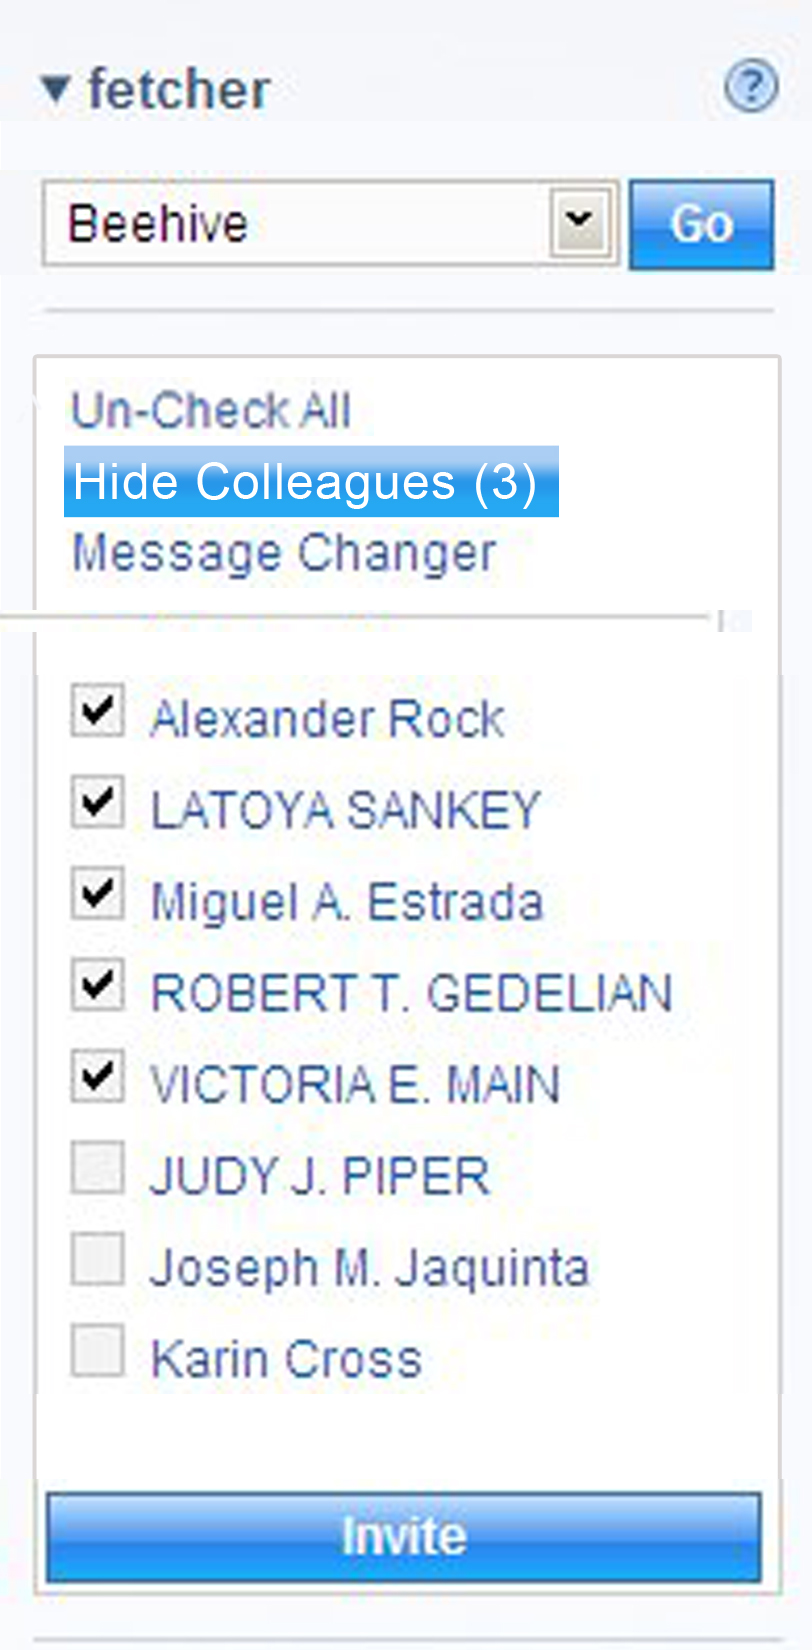 fetcher ?
Beehive Go
Un-Check All
Hide Colleagues (3)
Message Changer
Alexander Rock
LATOYA SANKEY
Miguel A. Estrada
ROBERT T. GEDELIAN
VICTORIA E. MAIN
JUDY J. PIPER
Joseph M. Jaquinta
Karin Cross
Invite